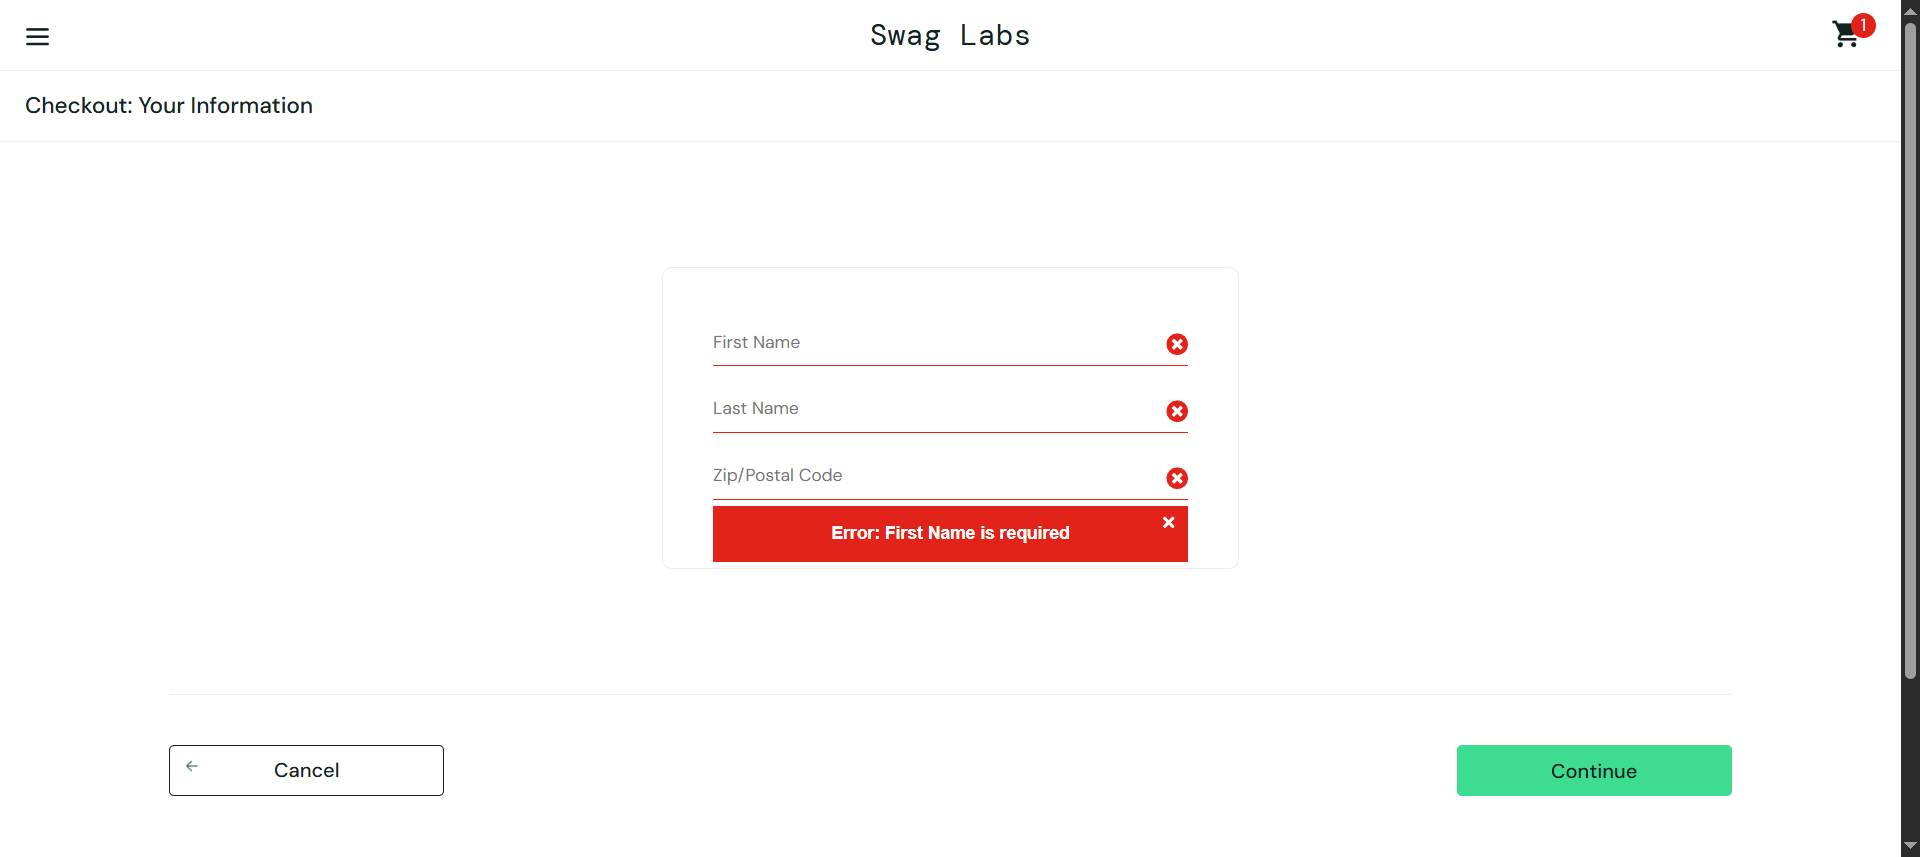 Swag Labs
1
Checkout: Your Information
First Name
Last Name
Zip/Postal Code
Error: First Name is required
Cancel
Continue